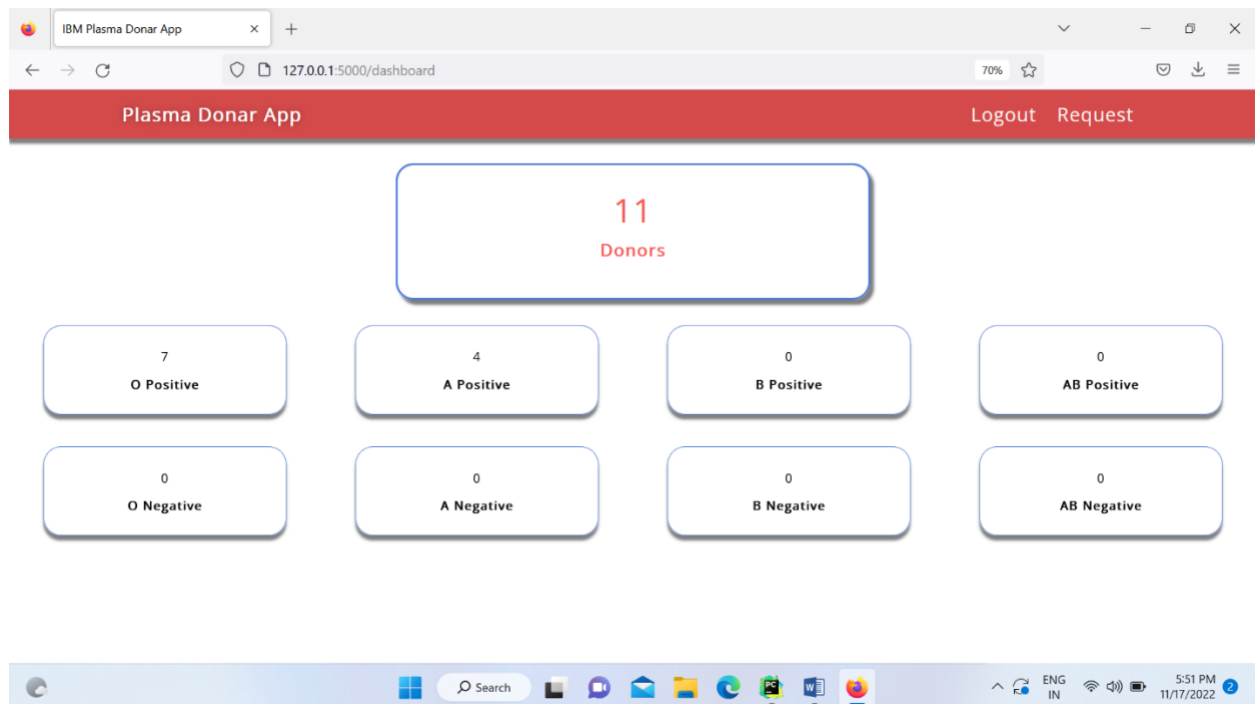 IBM Plasma Donar App
127.0.0.1:5000/dashboard
70%
Plasma Donar App
Logout Request
11
Donors
7
O Positive
4
A Positive
0
B Positive
0
AB Positive
0
O Negative
0
A Negative
0
B Negative
0
AB Negative
Search
PC
W
ENG
IN
5:51 PM
11/17/2022
2